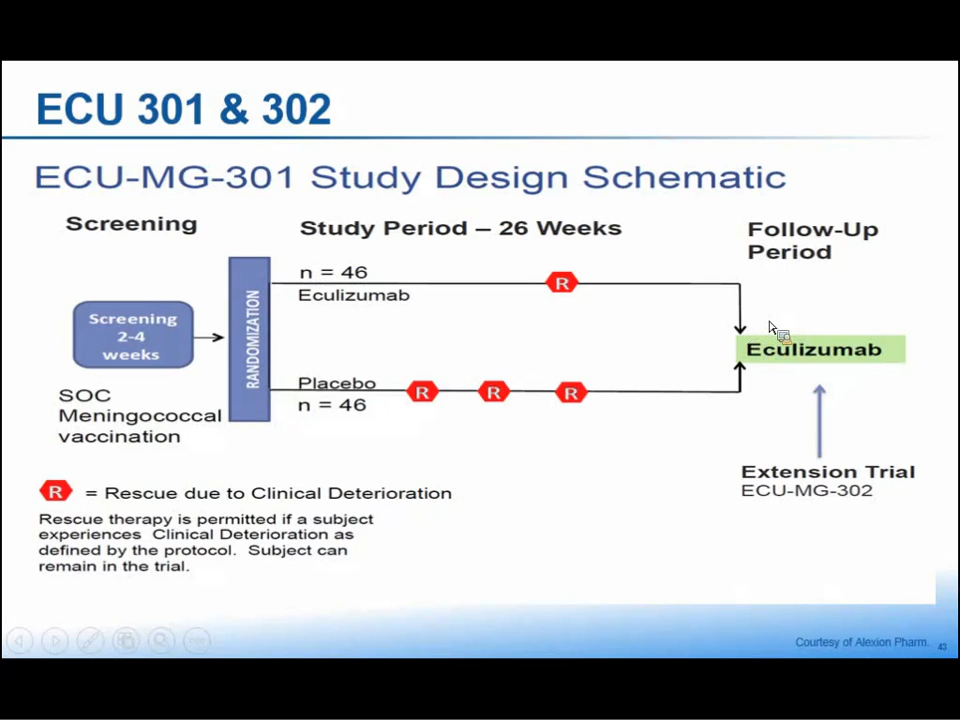 ECU 301 & 302
ECU-MG-301 Study Design Schematic
Screening
Study Period – 26 Weeks
Follow-Up
Period
Screening
2-4
weeks
SOC
Meningococcal
vaccination
RANDOMIZATION
n = 46
Eculizumab
R
Placebo
n = 46
R
R
R
Eculizumab
Extension Trial
ECU-MG-302
R = Rescue due to Clinical Deterioration
Rescue therapy is permitted if a subject
experiences Clinical Deterioration as
defined by the protocol. Subject can
remain in the trial.
Courtesy of Alexion Pharm.
43